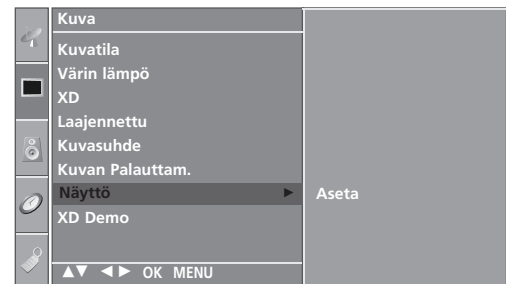 Kuva
Kuvatila
Värin lämpö
XD
Laajennettu
Kuvasuhde
Kuvan Palauttam.
Näyttö ► Aseta
XD Demo
▲▼ ◄► OK MENU